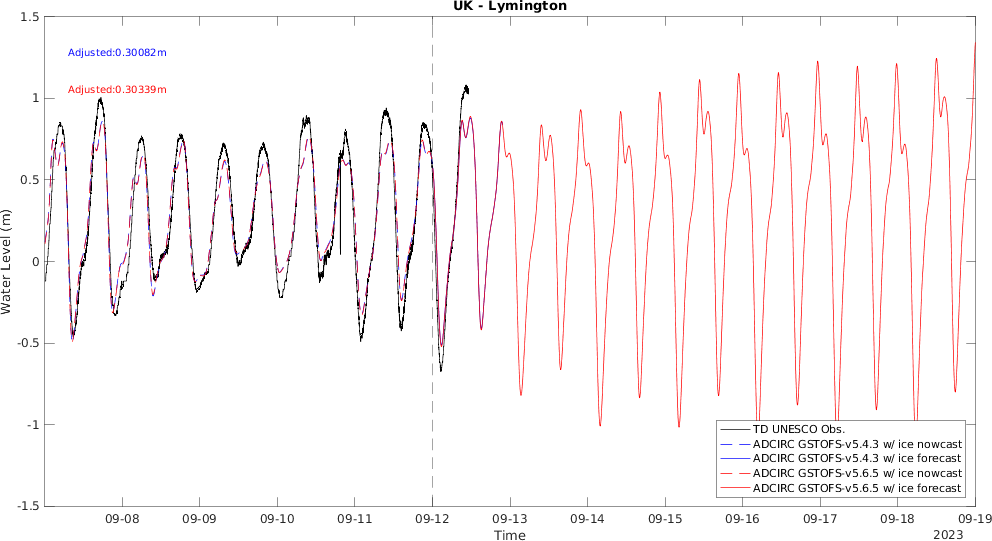 UK - Lymington
Adjusted:0.30082m
Adjusted:0.30339m
Water Level (m)
1.5
1
0.5
0
-0.5
-1
-1.5
TD UNESCO Obs.
ADCIRC GSTOFS-v5.4.3 w/ ice nowcast
ADCIRC GSTOFS-v5.4.3 w/ ice forecast
ADCIRC GSTOFS-v5.6.5 w/ ice nowcast
ADCIRC GSTOFS-v5.6.5 w/ ice forecast
09-08 09-09 09-10 09-11 09-12 09-13 09-14 09-15 09-16 09-17 09-18 09-19
Time
2023